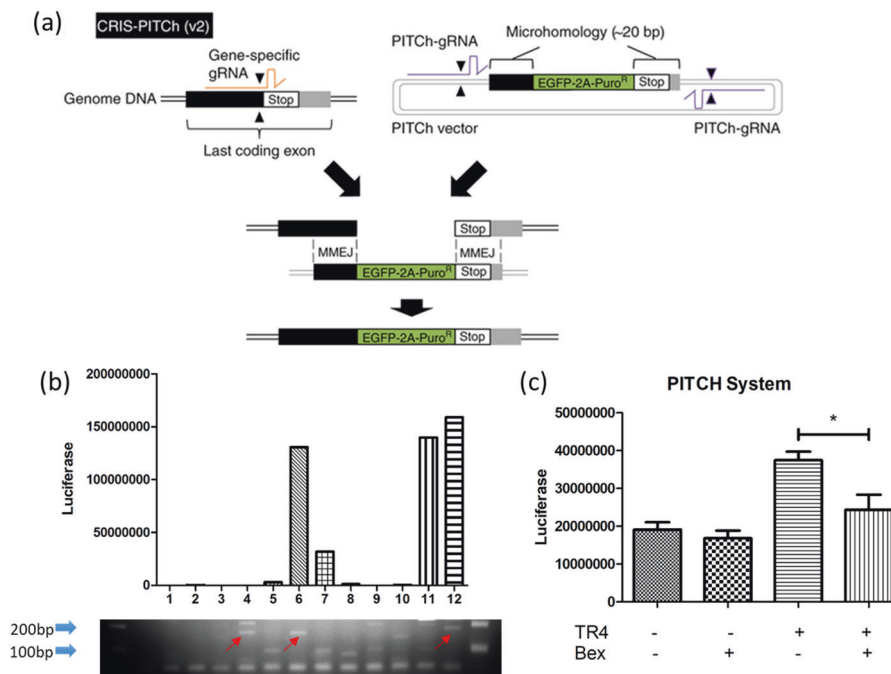 (a)
CRIS-PITCh (v2)
Gene-specific
gRNA
PITCh-gRNA
Microhomology (~20 bp)
Genome DNA
Stop
EGFP-2A-Puro^R
Stop
Last coding exon
PITCh vector
PITCh-gRNA
Stop
MMEJ
MMEJ
EGFP-2A-Puro^R
Stop
EGFP-2A-Puro^R
Stop
(b)
200000000
150000000
100000000
50000000
0
Luciferase
1 2 3 4 5 6 7 8 9 10 11 12
200bp
100bp
(c)
PITCH System
50000000
40000000
30000000
20000000
10000000
0
Luciferase
*
TR4 - - + +
Bex - + - +